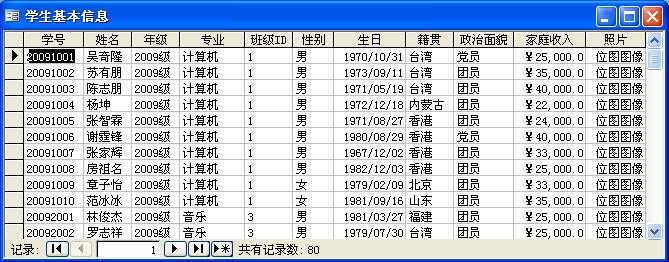 学生基本信息
学号 姓名 年级 专业 班级ID 性别 生日 籍贯 政治面貌 家庭收入 照片
20091001 吴奇隆 2009级 计算机 1 男 1970/10/31 台湾 党员 ¥25,000.0 位图图像
20091002 苏有朋 2009级 计算机 1 男 1973/09/11 台湾 团员 ¥25,000.0 位图图像
20091003 陈志朋 2009级 计算机 1 男 1971/05/19 台湾 团员 ¥40,000.0 位图图像
20091004 杨坤 2009级 计算机 1 男 1972/12/18 内蒙古 团员 ¥22,000.0 位图图像
20091005 张智霖 2009级 计算机 1 男 1971/08/27 香港 团员 ¥24,000.0 位图图像
20091006 谢霆锋 2009级 计算机 1 男 1980/08/29 香港 党员 ¥40,000.0 位图图像
20091007 张家辉 2009级 计算机 1 男 1967/12/02 香港 团员 ¥33,000.0 位图图像
20091008 房祖名 2009级 计算机 1 男 1982/12/03 香港 团员 ¥25,000.0 位图图像
20091009 章子怡 2009级 计算机 1 女 1979/02/09 北京 团员 ¥33,000.0 位图图像
20091010 范冰冰 2009级 计算机 1 女 1981/09/16 山东 团员 ¥35,000.0 位图图像
20092001 林俊杰 2009级 音乐 3 男 1981/03/27 福建 团员 ¥25,000.0 位图图像
20092002 罗志祥 2009级 音乐 3 男 1979/07/30 台湾 团员 ¥25,000.0 位图图像
记录: 1 共有记录数: 80